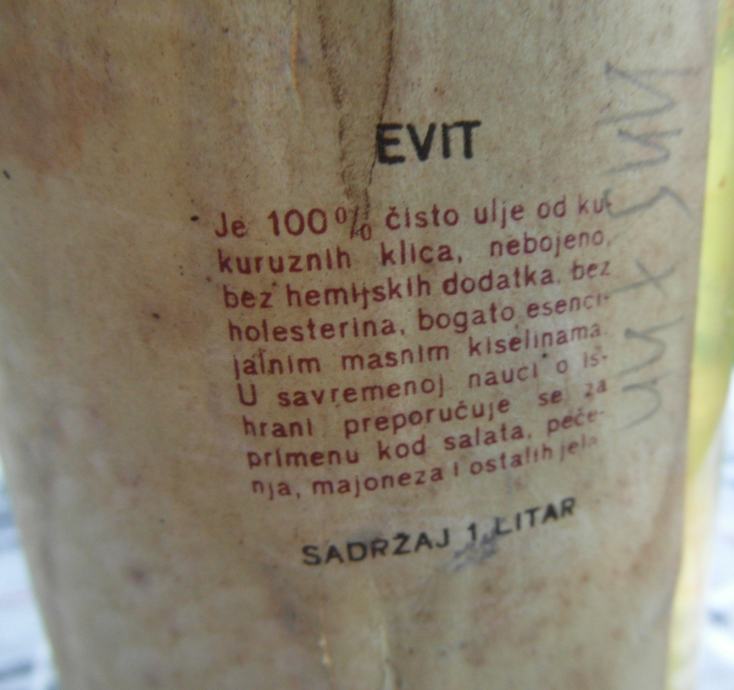 EVIT
Je 100% čisto ulje od ku-
kuruznih klica, nebojeno,
bez hemijskih dodatka, bez
holesterina, bogato esenci-
jalnim masnim kiselinama.
U savremenoj nauci o is-
hrani preporučuje se za
primenu kod salata, peče-
nja, majoneza i ostalih jela
SADRŽAJ 1 LITAR